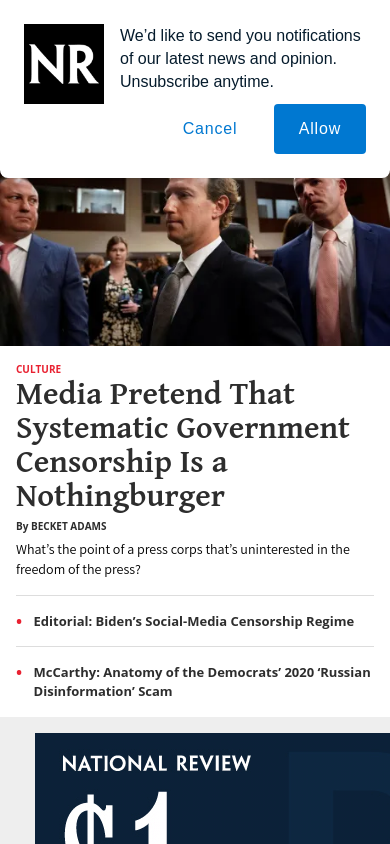 NR
We’d like to send you notifications
of our latest news and opinion.
Unsubscribe anytime.
Cancel
Allow
CULTURE
Media Pretend That
Systematic Government
Censorship Is a
Nothingburger
By BECKET ADAMS
What’s the point of a press corps that’s uninterested in the
freedom of the press?
• Editorial: Biden’s Social-Media Censorship Regime
• McCarthy: Anatomy of the Democrats’ 2020 ‘Russian
Disinformation’ Scam
NATIONAL REVIEW
₵1